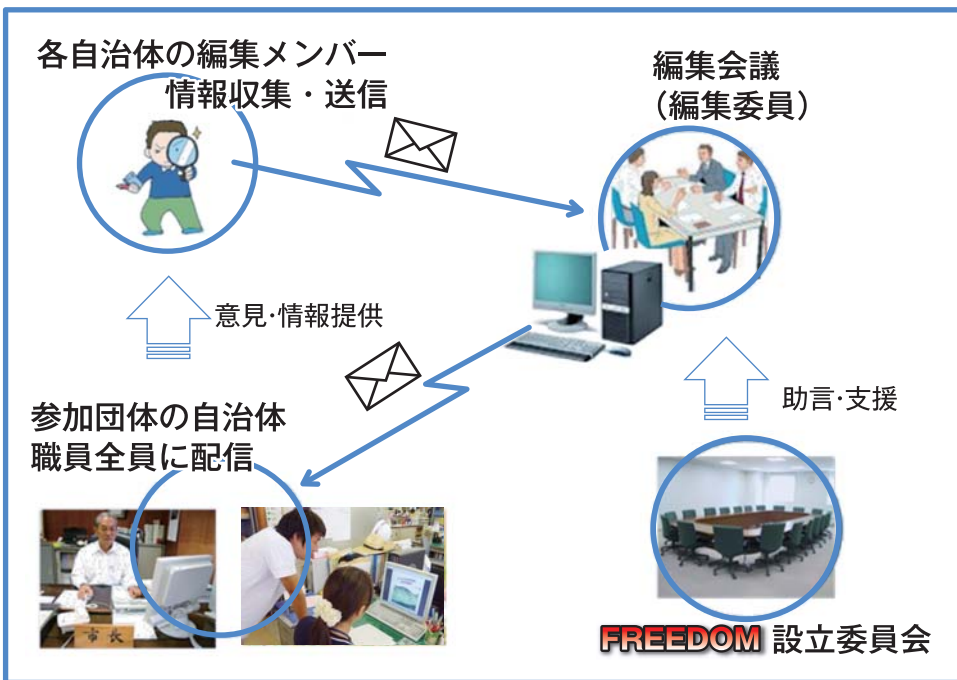 各自治体の編集メンバー
情報収集・送信
編集会議
（編集委員）
意見･情報提供
助言･支援
参加団体の自治体
職員全員に配信
市長
FREEDOM 設立委員会